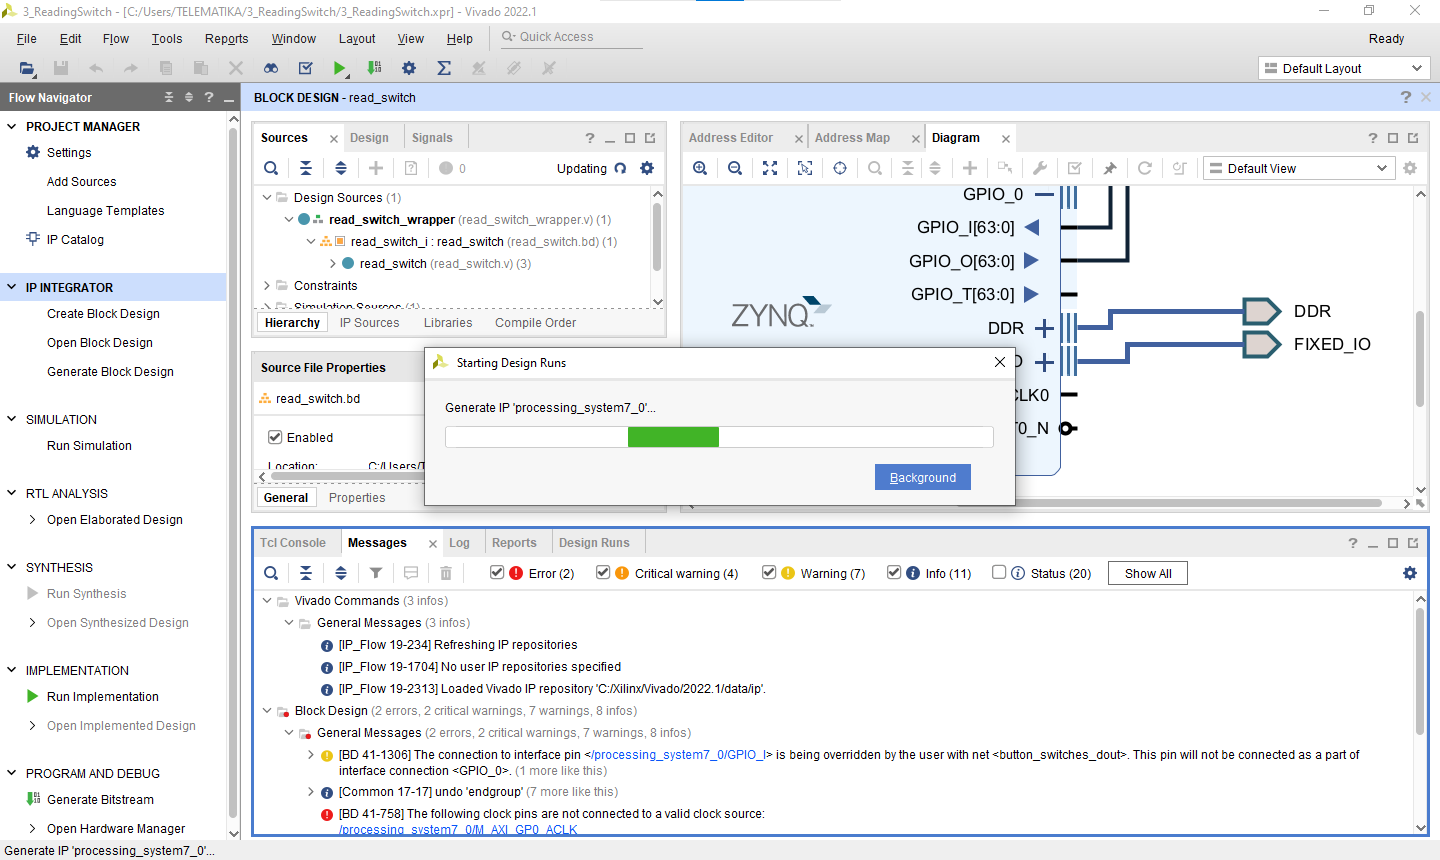 3_ReadingSwitch - [C:/Users/TELEMATIKA/3_ReadingSwitch/3_ReadingSwitch.xpr] - Vivado 2022.1
File Edit Flow Tools Reports Window Layout View Help Quick Access Ready
Default Layout
Flow Navigator
PROJECT MANAGER
Settings
Add Sources
Language Templates
IP Catalog
IP INTEGRATOR
Create Block Design
Open Block Design
Generate Block Design
SIMULATION
Run Simulation
RTL ANALYSIS
Open Elaborated Design
SYNTHESIS
Run Synthesis
Open Synthesized Design
IMPLEMENTATION
Run Implementation
Open Implemented Design
PROGRAM AND DEBUG
Generate Bitstream
Open Hardware Manager
BLOCK DESIGN - read_switch
Sources Design Signals
0 Updating
Design Sources (1)
read_switch_wrapper (read_switch_wrapper.v) (1)
read_switch_i : read_switch (read_switch.bd) (1)
read_switch (read_switch.v) (3)
Constraints
Simulation Sources (1)
Hierarchy IP Sources Libraries Compile Order
Source File Properties
read_switch.bd
Enabled
Location: C:/Users/T
General Properties
Address Editor Address Map Diagram
Default View
GPIO_0
GPIO_I[63:0]
GPIO_O[63:0]
GPIO_T[63:0]
ZYNQ
DDR
DDR
FIXED_IO
CLK0
T0_N
Starting Design Runs
Generate IP 'processing_system7_0'...
Background
Tcl Console Messages Log Reports Design Runs
Error (2) Critical warning (4) Warning (7) Info (11) Status (20) Show All
Vivado Commands (3 infos)
General Messages (3 infos)
[IP_Flow 19-234] Refreshing IP repositories
[IP_Flow 19-1704] No user IP repositories specified
[IP_Flow 19-2313] Loaded Vivado IP repository 'C:/Xilinx/Vivado/2022.1/data/ip'.
Block Design (2 errors, 2 critical warnings, 7 warnings, 8 infos)
General Messages (2 errors, 2 critical warnings, 7 warnings, 8 infos)
[BD 41-1306] The connection to interface pin </processing_system7_0/GPIO_I> is being overridden by the user with net <button_switches_dout>. This pin will not be connected as a part of
interface connection <GPIO_0>. (1 more like this)
[Common 17-17] undo 'endgroup' (7 more like this)
[BD 41-758] The following clock pins are not connected to a valid clock source:
/processing_system7_0/M_AXI_GP0_ACLK
Generate IP 'processing_system7_0'...